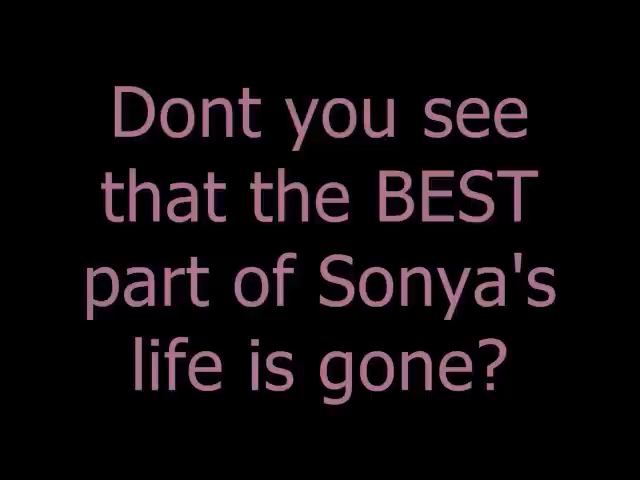 Dont you see
that the BEST
part of Sonya's
life is gone?